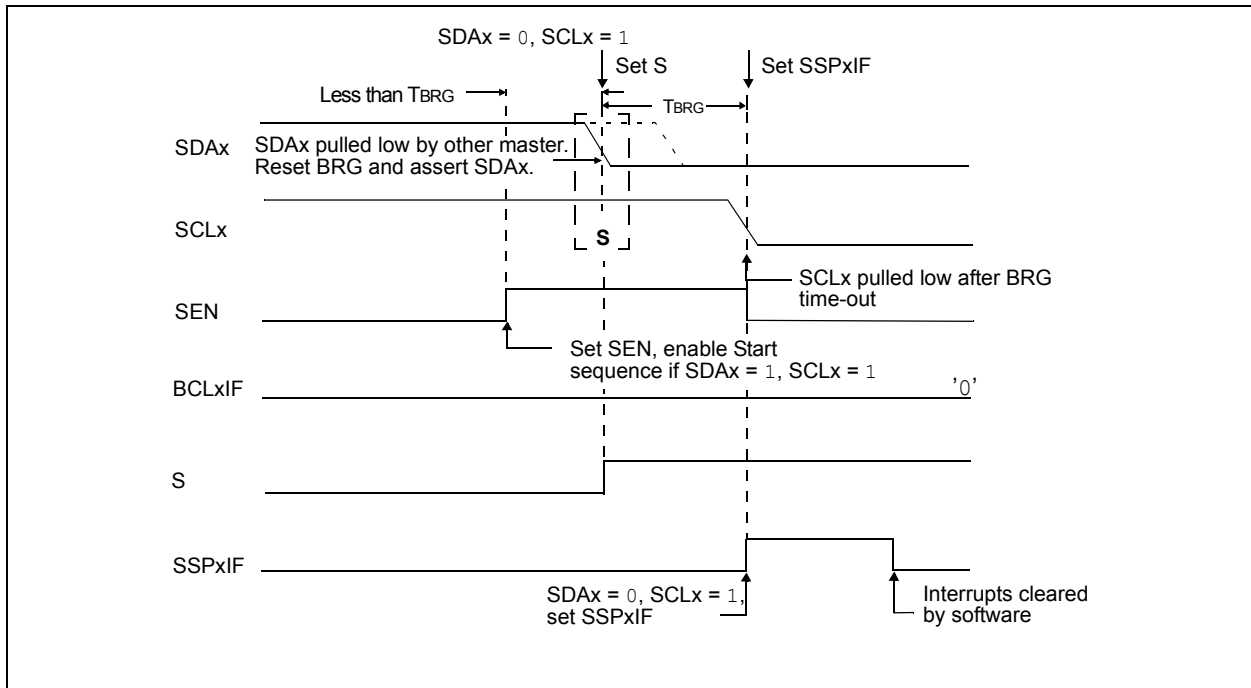 SDAx = 0, SCLx = 1
Set S
Set SSPxIF
Less than TBRG
TBRG
SDAx
SDAx pulled low by other master.
Reset BRG and assert SDAx.
SCLx
S
SCLx pulled low after BRG
time-out
SEN
Set SEN, enable Start
sequence if SDAx = 1, SCLx = 1
BCLxIF
'0'
S
SSPxIF
SDAx = 0, SCLx = 1,
set SSPxIF
Interrupts cleared
by software